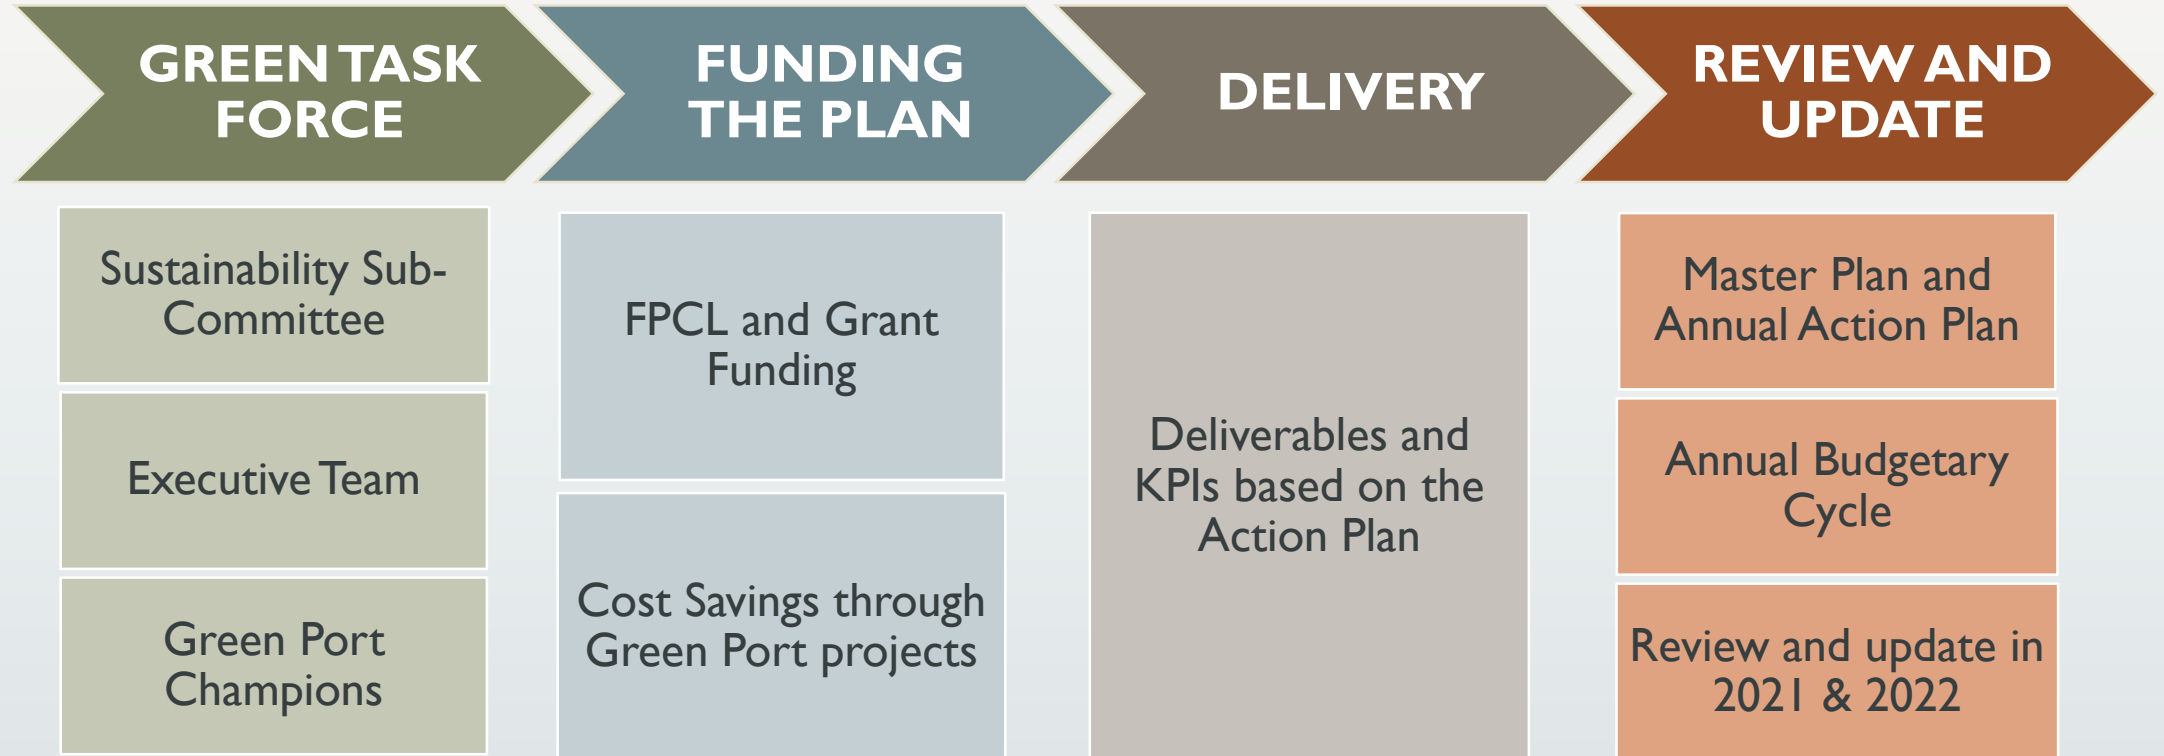 GREEN TASK
FORCE
FUNDING
THE PLAN
DELIVERY
REVIEW AND
UPDATE
Sustainability Sub-
Committee
Executive Team
Green Port
Champions
FPCL and Grant
Funding
Cost Savings through
Green Port projects
Deliverables and
KPIs based on the
Action Plan
Master Plan and
Annual Action Plan
Annual Budgetary
Cycle
Review and update in
2021 & 2022